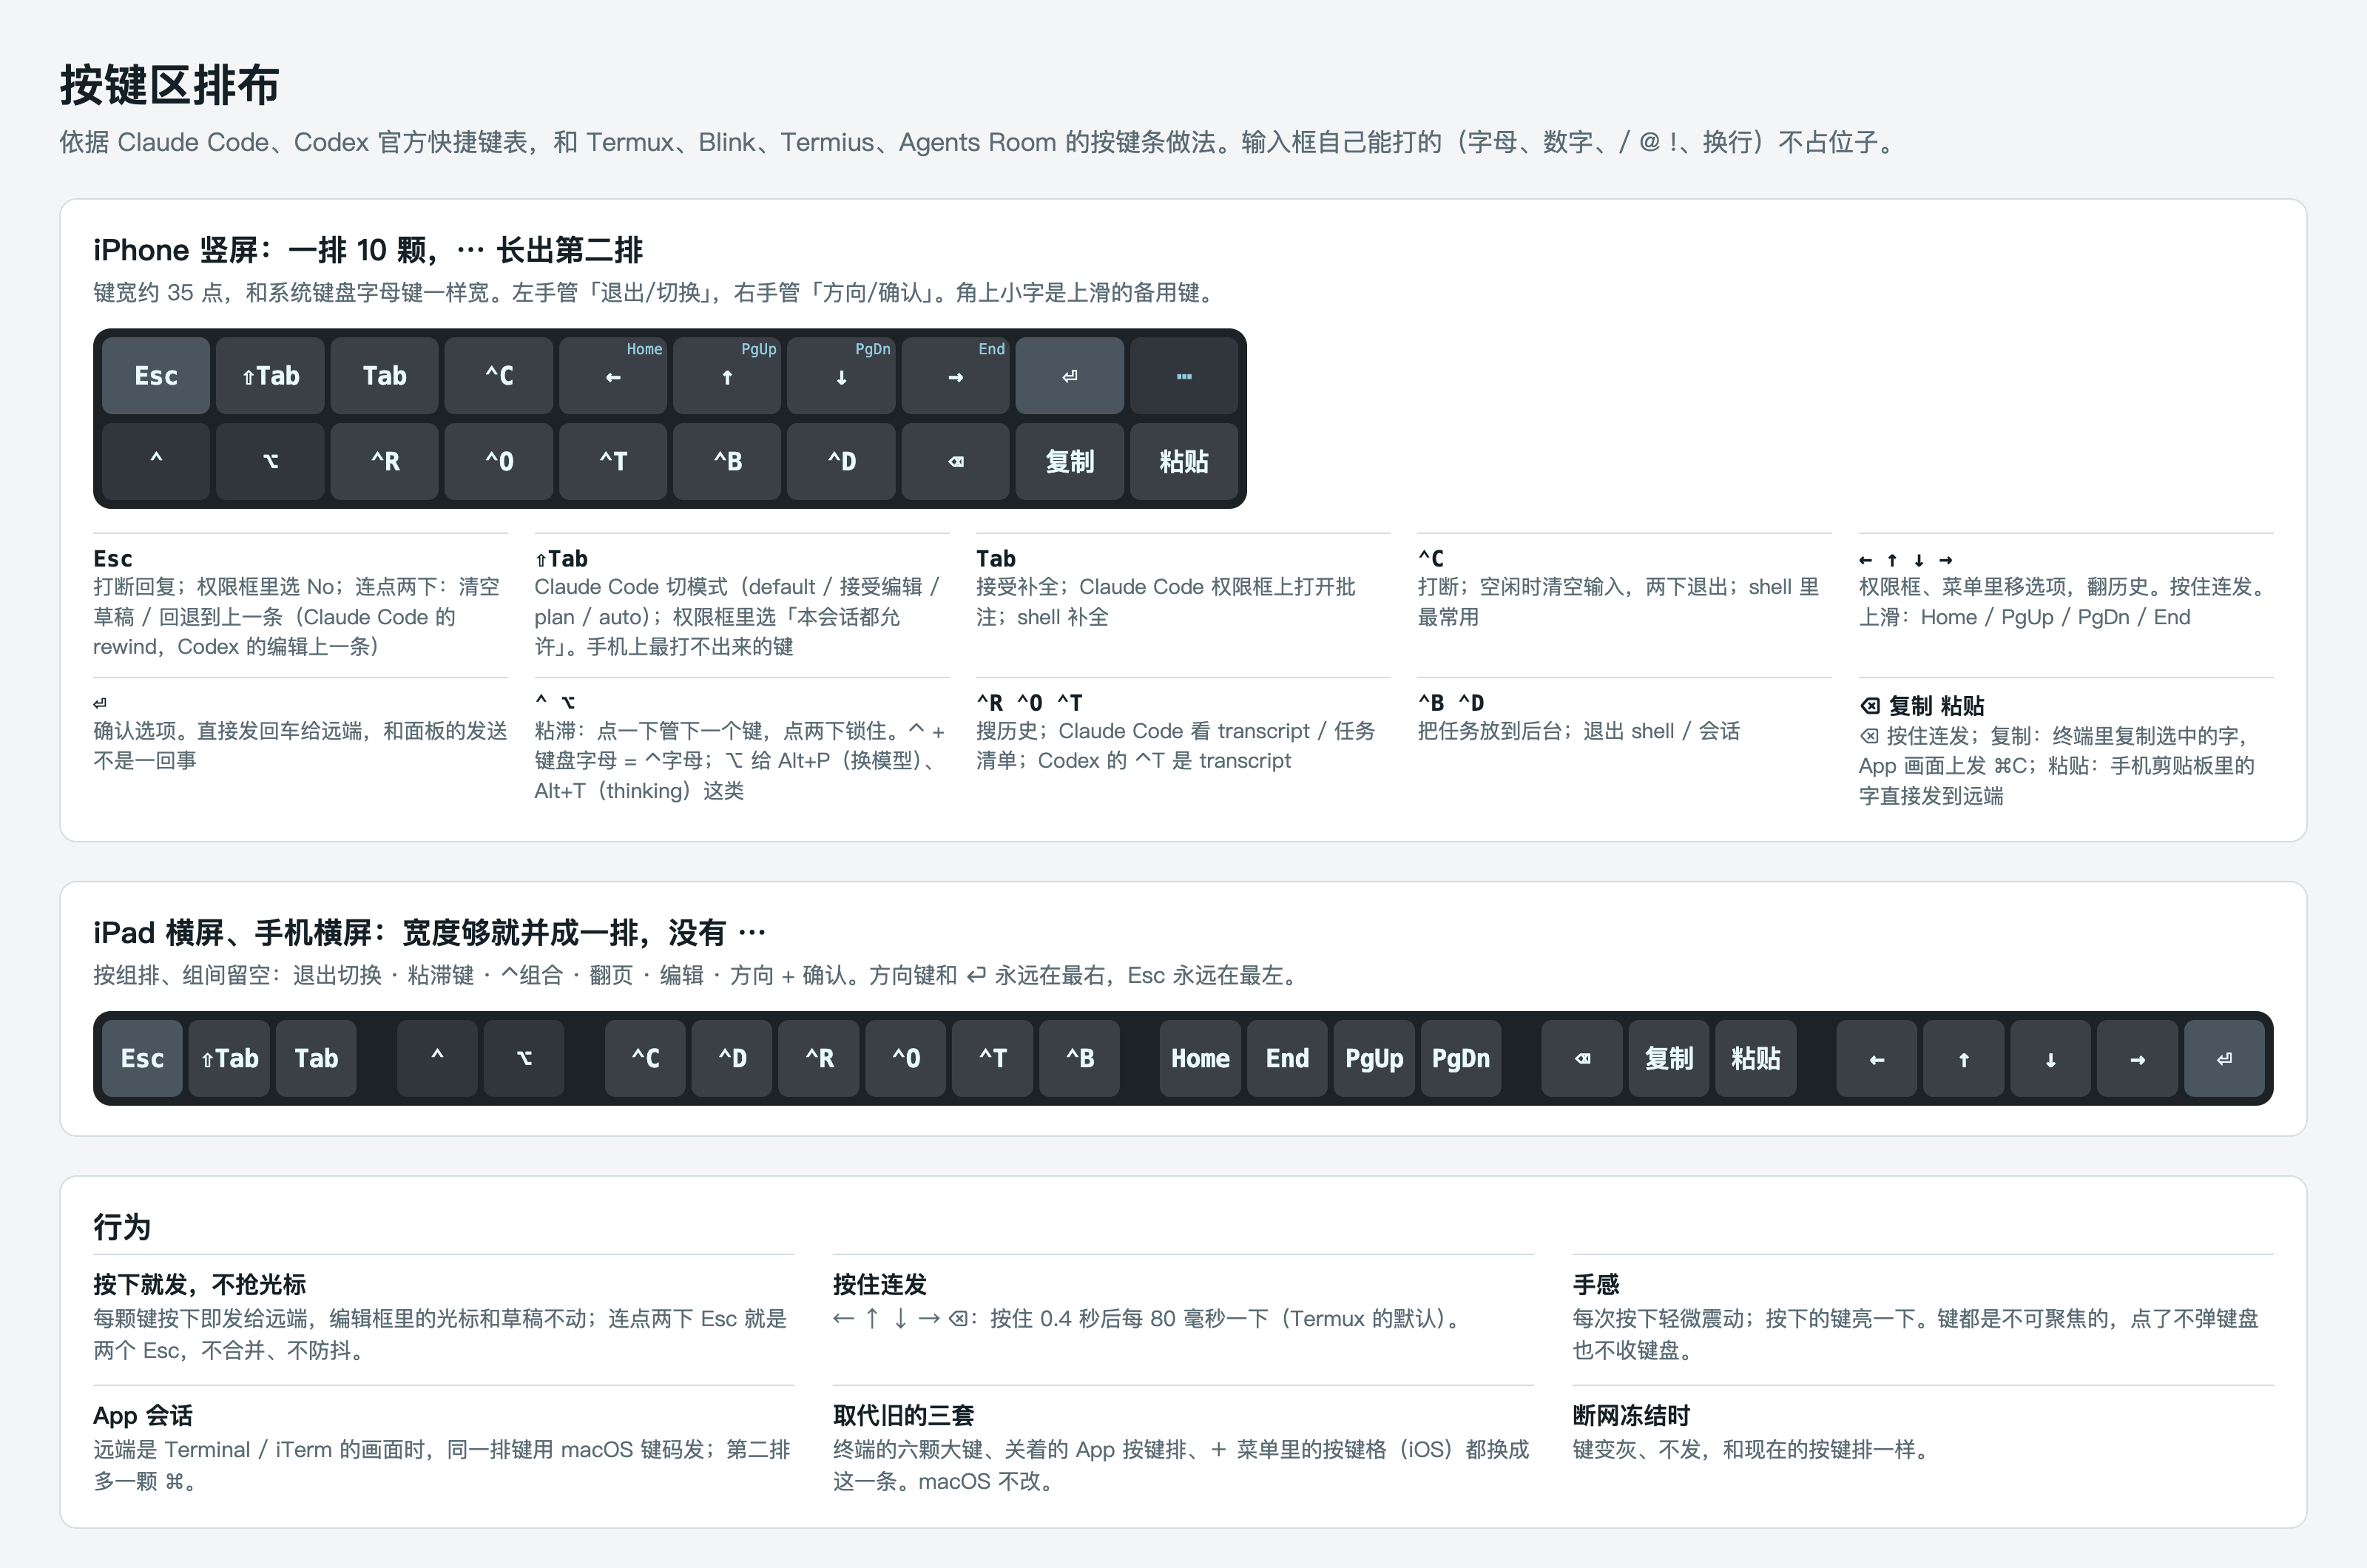 按键区排布
依据 Claude Code、Codex 官方快捷键表，和 Termux、Blink、Termius、Agents Room 的按键条做法。输入框自己能打的（字母、数字、/ @ !、换行）不占位子。
iPhone 竖屏：一排 10 颗，⋯ 长出第二排
键宽约 35 点，和系统键盘字母键一样宽。左手管「退出/切换」，右手管「方向/确认」。角上小字是上滑的备用键。
Esc ⇧Tab Tab ^C Home ← PgUp ↑ PgDn ↓ End → ⏎ ⋯
^ ⌥ ^R ^O ^T ^B ^D ⌫ 复制 粘贴
Esc
打断回复；权限框里选 No；连点两下：清空
草稿 / 回退到上一条（Claude Code 的
rewind，Codex 的编辑上一条）
⇧Tab
Claude Code 切模式（default / 接受编辑 /
plan / auto）；权限框里选「本会话都允
许」。手机上最打不出来的键
Tab
接受补全；Claude Code 权限框上打开批
注；shell 补全
^C
打断；空闲时清空输入，两下退出；shell 里
最常用
← ↑ ↓ →
权限框、菜单里移选项，翻历史。按住连发。
上滑：Home / PgUp / PgDn / End
⏎
确认选项。直接发回车给远端，和面板的发送
不是一回事
^ ⌥
粘滞：点一下管下一个键，点两下锁住。^ +
键盘字母 = ^字母；⌥ 给 Alt+P（换模型）、
Alt+T（thinking）这类
^R ^O ^T
搜历史；Claude Code 看 transcript / 任务
清单；Codex 的 ^T 是 transcript
^B ^D
把任务放到后台；退出 shell / 会话
⌫ 复制 粘贴
⌫ 按住连发；复制：终端里复制选中的字，
App 画面上发 ⌘C；粘贴：手机剪贴板里的
字直接发到远端
iPad 横屏、手机横屏：宽度够就并成一排，没有 ⋯
按组排、组间留空：退出切换 · 粘滞键 · ^组合 · 翻页 · 编辑 · 方向 + 确认。方向键和 ⏎ 永远在最右，Esc 永远在最左。
Esc ⇧Tab Tab ^ ⌥ ^C ^D ^R ^O ^T ^B Home End PgUp PgDn ⌫ 复制 粘贴 ← ↑ ↓ → ⏎
行为
按下就发，不抢光标
每颗键按下即发给远端，编辑框里的光标和草稿不动；连点两下 Esc 就是
两个 Esc，不合并、不防抖。
按住连发
← ↑ ↓ → ⌫：按住 0.4 秒后每 80 毫秒一下（Termux 的默认）。
手感
每次按下轻微震动；按下的键亮一下。键都是不可聚焦的，点了不弹键盘
也不收键盘。
App 会话
远端是 Terminal / iTerm 的画面时，同一排键用 macOS 键码发；第二排
多一颗 ⌘。
取代旧的三套
终端的六颗大键、关着的 App 按键排、＋ 菜单里的按键格（iOS）都换成
这一条。macOS 不改。
断网冻结时
键变灰、不发，和现在的按键排一样。